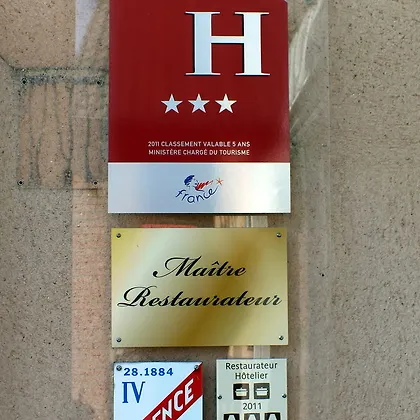 H
2011 CLASSEMENT VALABLE 5 ANS
MINISTÈRE CHARGÉ DU TOURISME
france
Maître
Restaurateur
28.1884
IV
Restaurateur
Hôtelier
2011